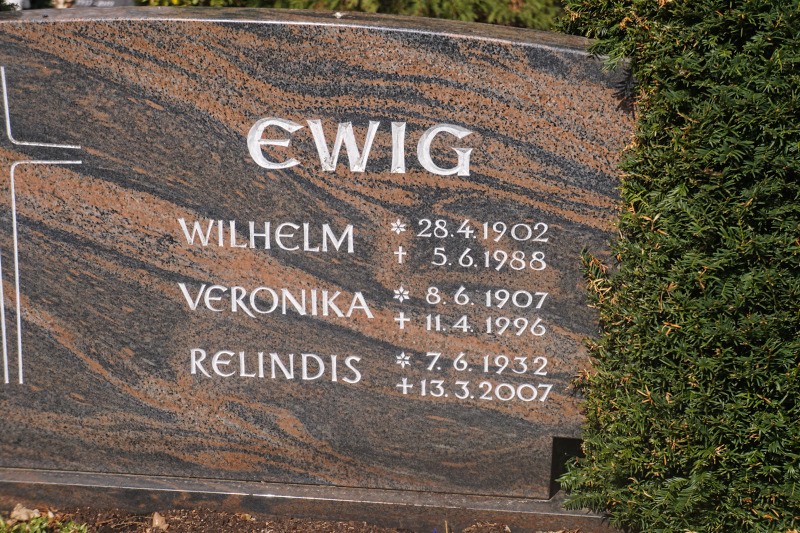 EWIG
WILHELM * 28.4.1902
† 5.6.1988
VERONIKA * 8.6.1907
† 11.4.1996
RELINDIS * 7.6.1932
† 13.3.2007